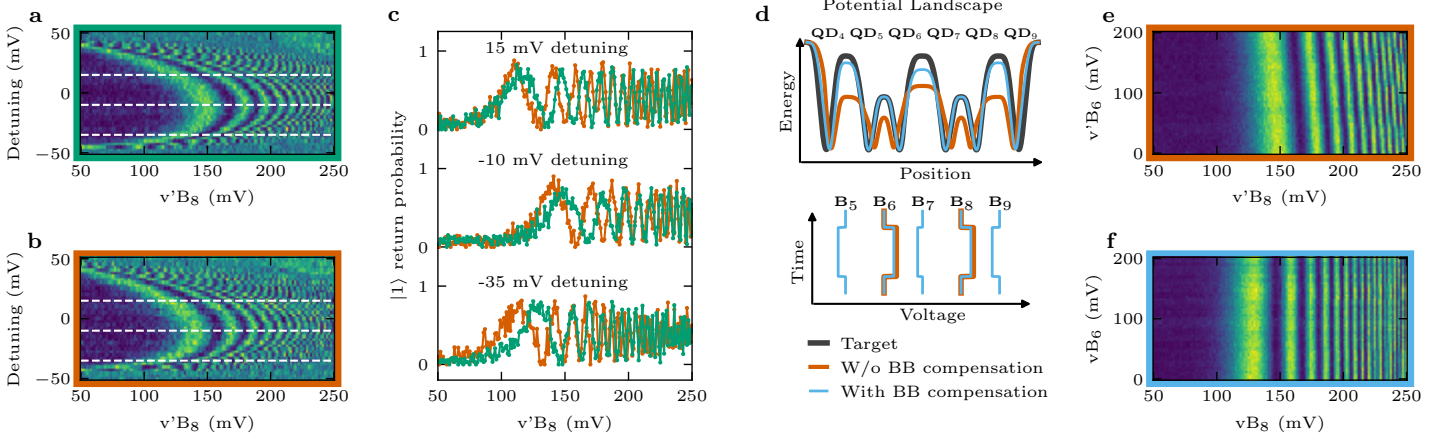 a
50
0
−50
Detuning (mV)
50
100
150
200
250
v'B8 (mV)
b
50
0
−50
Detuning (mV)
50
100
150
200
250
v'B8 (mV)
c
|1⟩ return probability
15 mV detuning
1
0
-10 mV detuning
1
0
-35 mV detuning
1
0
50
100
150
200
250
v'B8 (mV)
d
Potential Landscape
QD4 QD5 QD6 QD7 QD8 QD9
Energy
Position
B5 B6 B7 B8 B9
Time
Voltage
Target
W/o BB compensation
With BB compensation
e
200
100
0
v'B6 (mV)
50
100
150
200
250
v'B8 (mV)
f
200
100
0
vB6 (mV)
50
100
150
200
250
vB8 (mV)